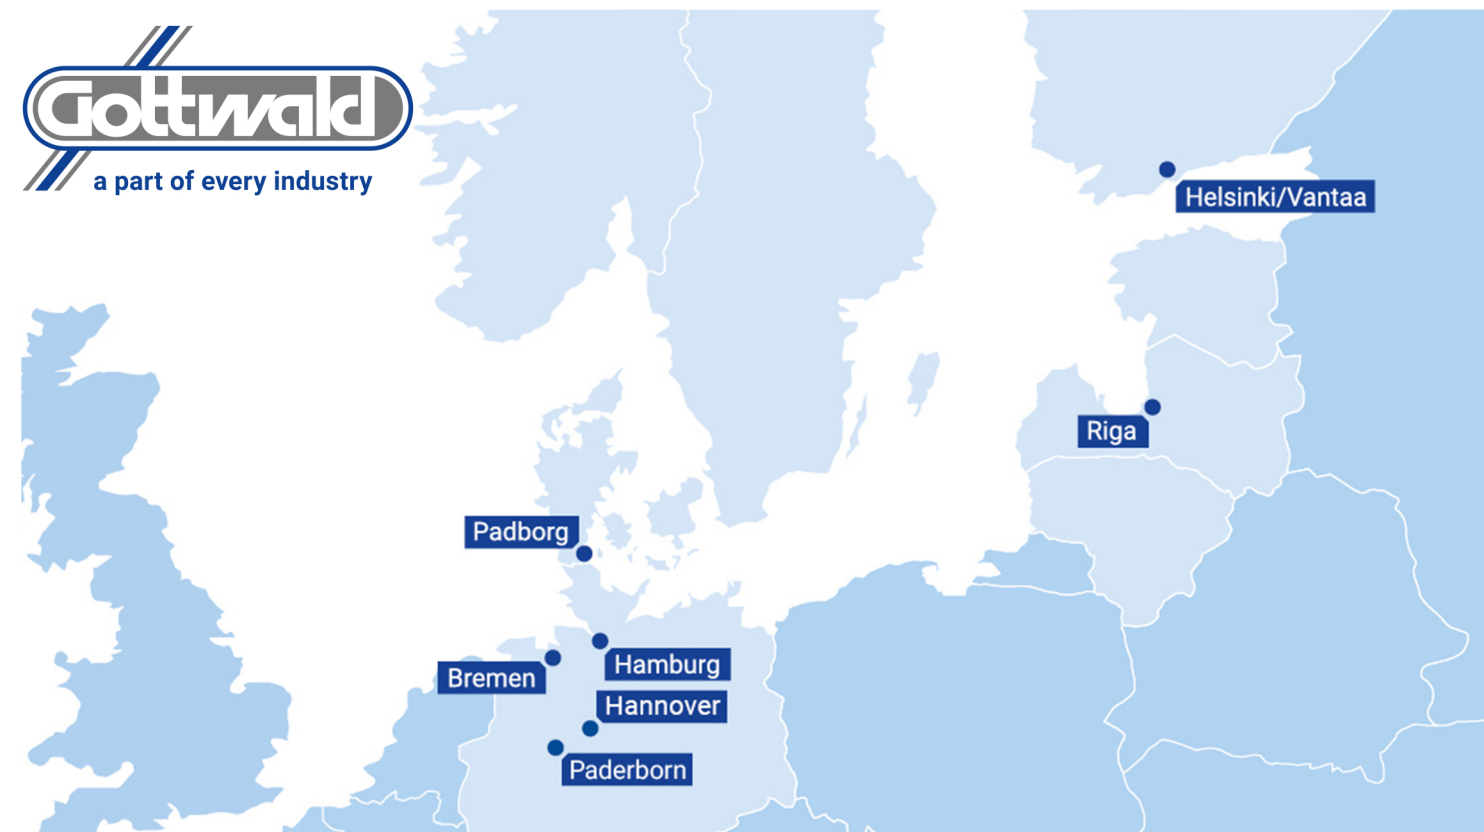 Gottwald
a part of every industry
Helsinki/Vantaa
Riga
Padborg
Hamburg
Bremen
Hannover
Paderborn